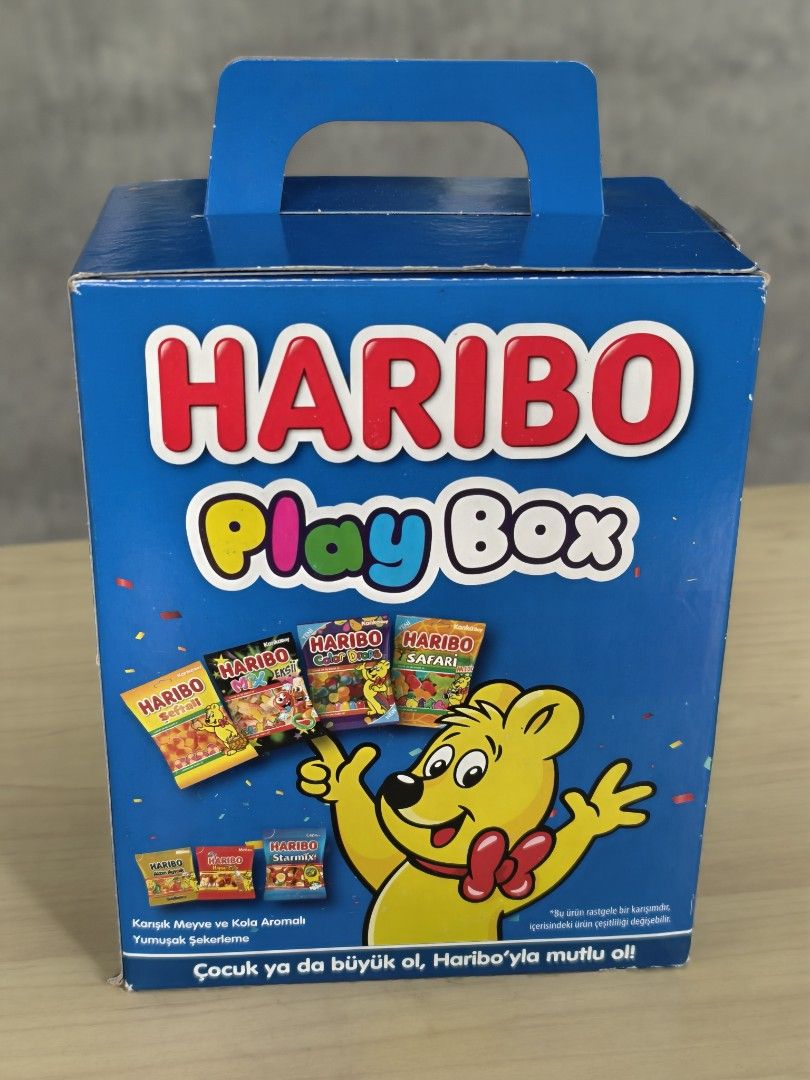 HARIBO
Play Box
HARIBO
Şeftali
HARIBO
MIX EKŞİ
HARIBO
Color Drops
HARIBO
SAFARI
HARIBO
HARIBO
HARIBO
Starmix
Karışık Meyve ve Kola Aromalı
Yumuşak Şekerleme
*Bu ürün rastgele bir karışımdır,
içerisindeki ürün çeşitliliği değişebilir.
Çocuk ya da büyük ol, Haribo'yla mutlu ol!